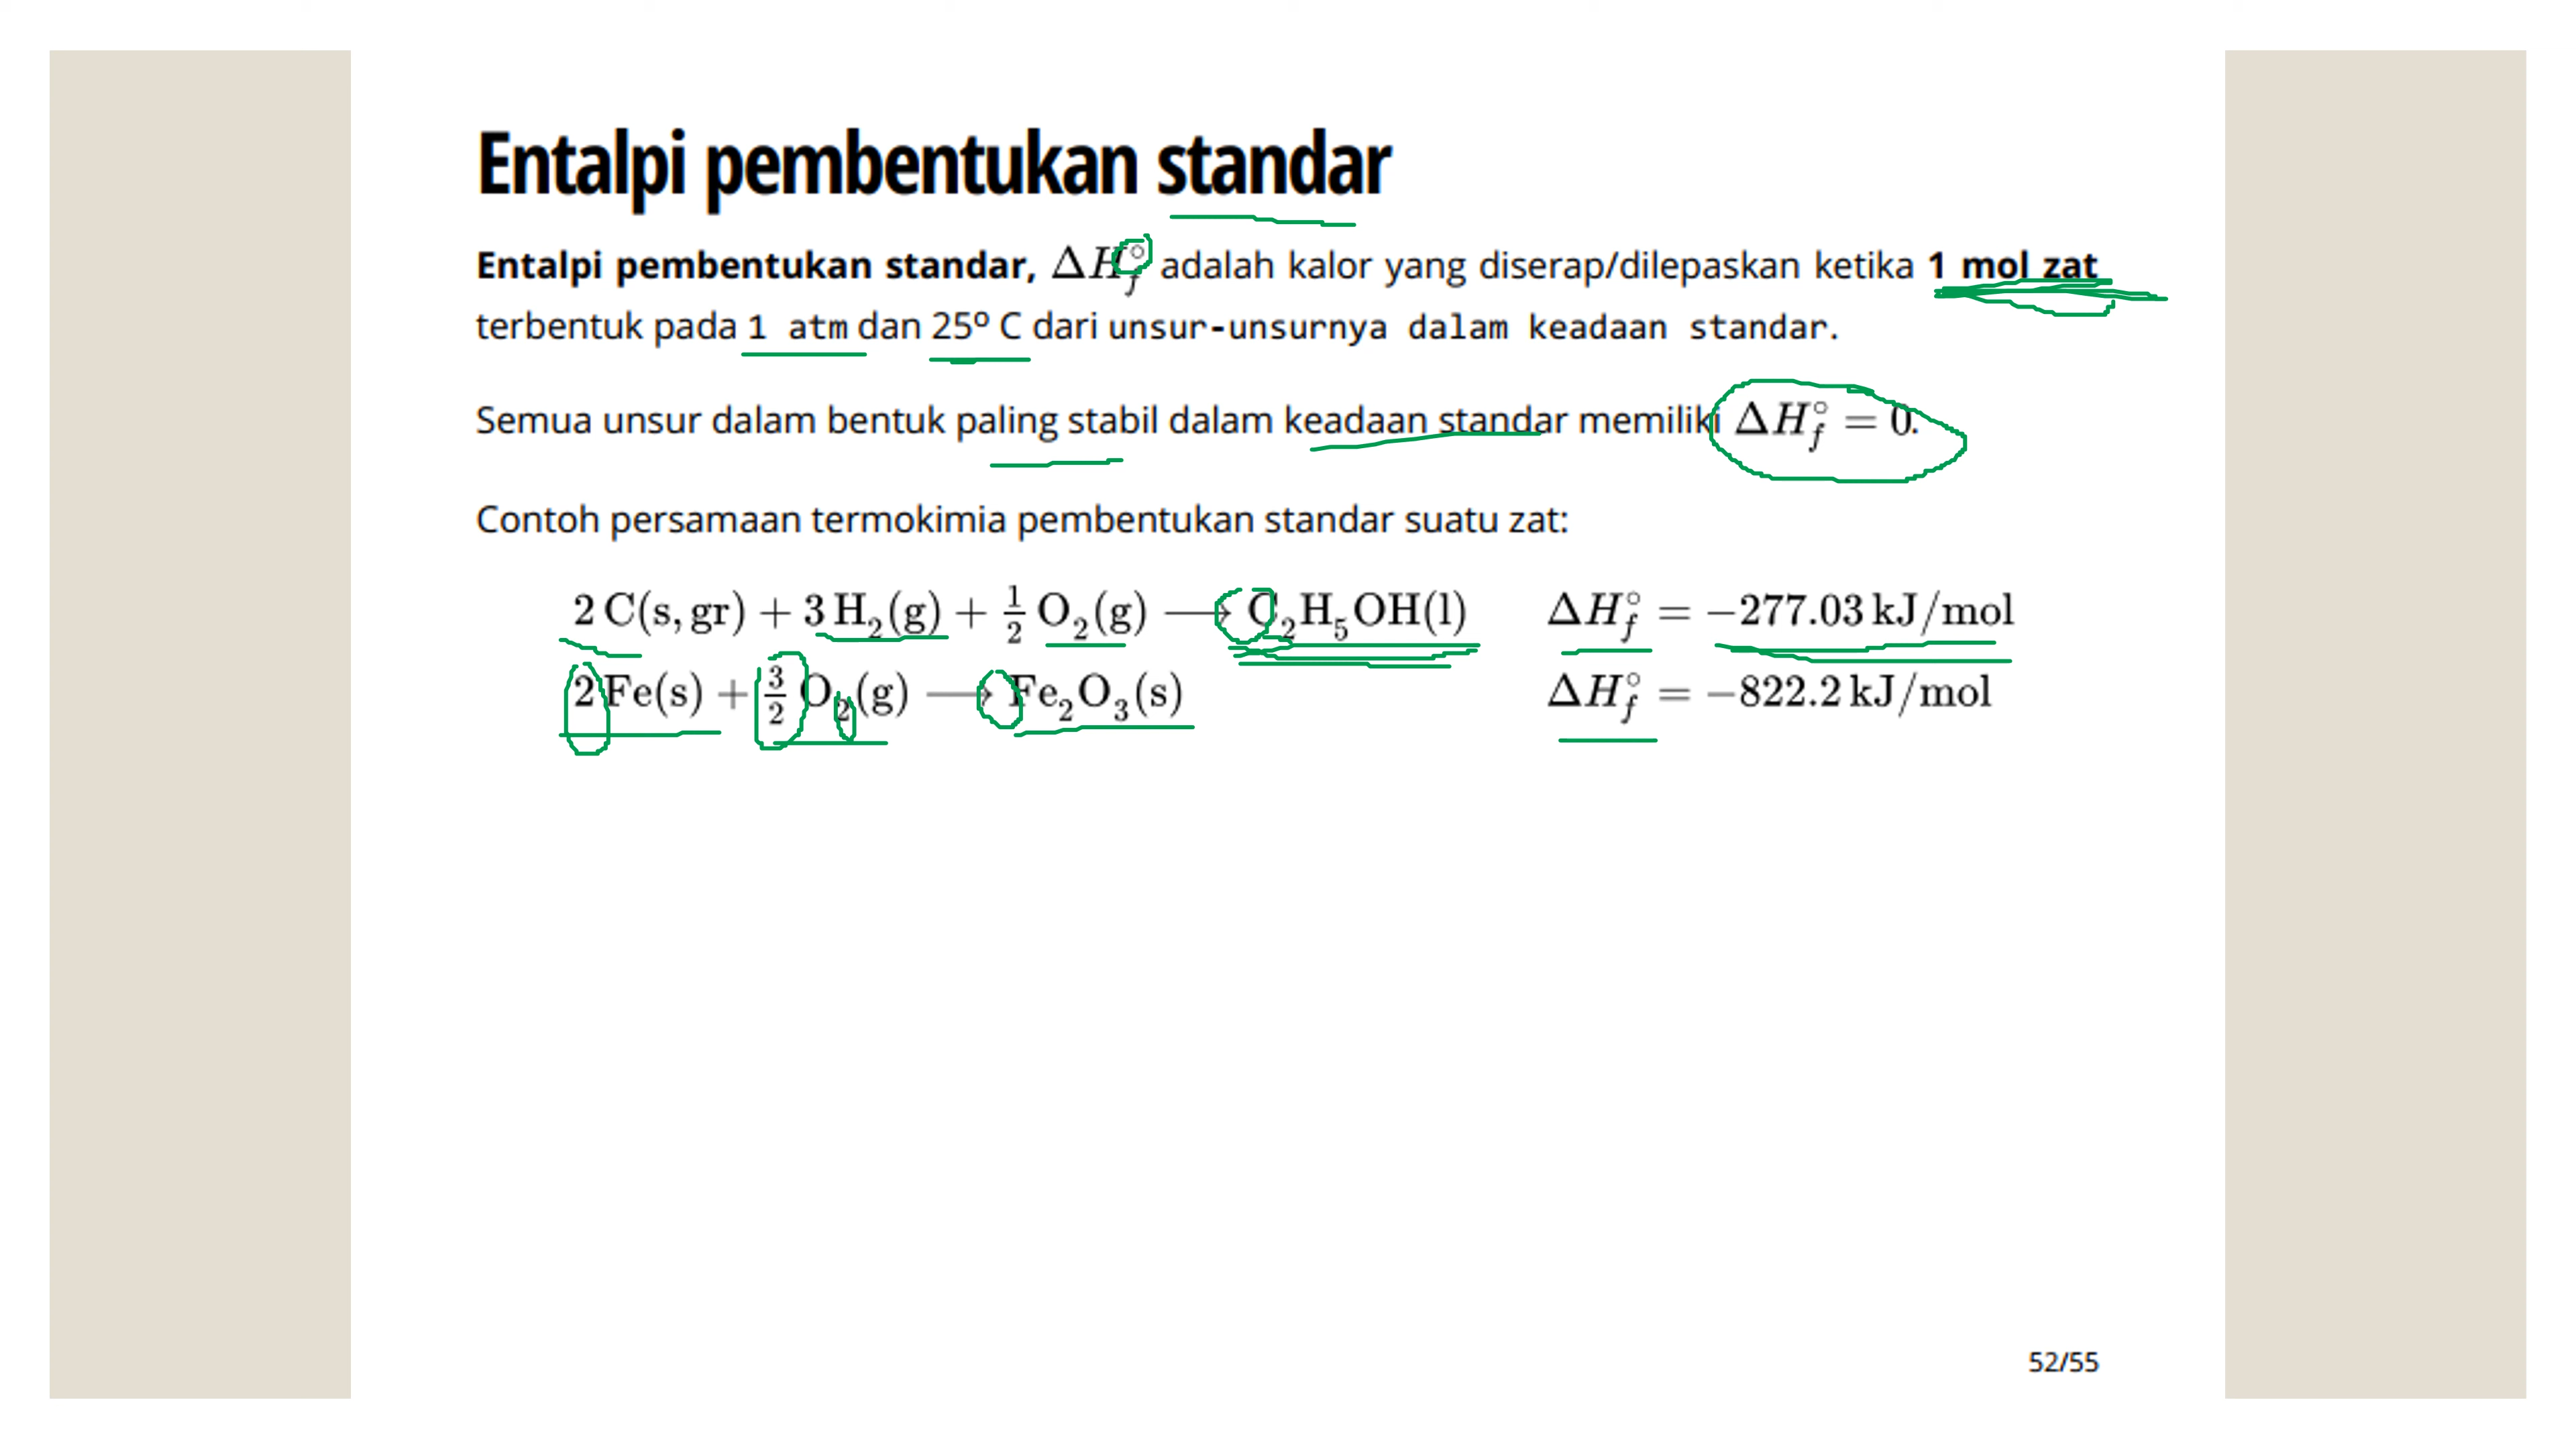 Entalpi pembentukan standar
Entalpi pembentukan standar, ΔH°f adalah kalor yang diserap/dilepaskan ketika 1 mol zat
terbentuk pada 1 atm dan 25º C dari unsur-unsurnya dalam keadaan standar.
Semua unsur dalam bentuk paling stabil dalam keadaan standar memiliki ΔH°f = 0.
Contoh persamaan termokimia pembentukan standar suatu zat:
2 C(s, gr) + 3 H₂(g) + ½ O₂(g) ⟶ C₂H₅OH(l) ΔH°f = −277.03 kJ/mol
2 Fe(s) + 3/2 O₂(g) ⟶ Fe₂O₃(s) ΔH°f = −822.2 kJ/mol
52/55